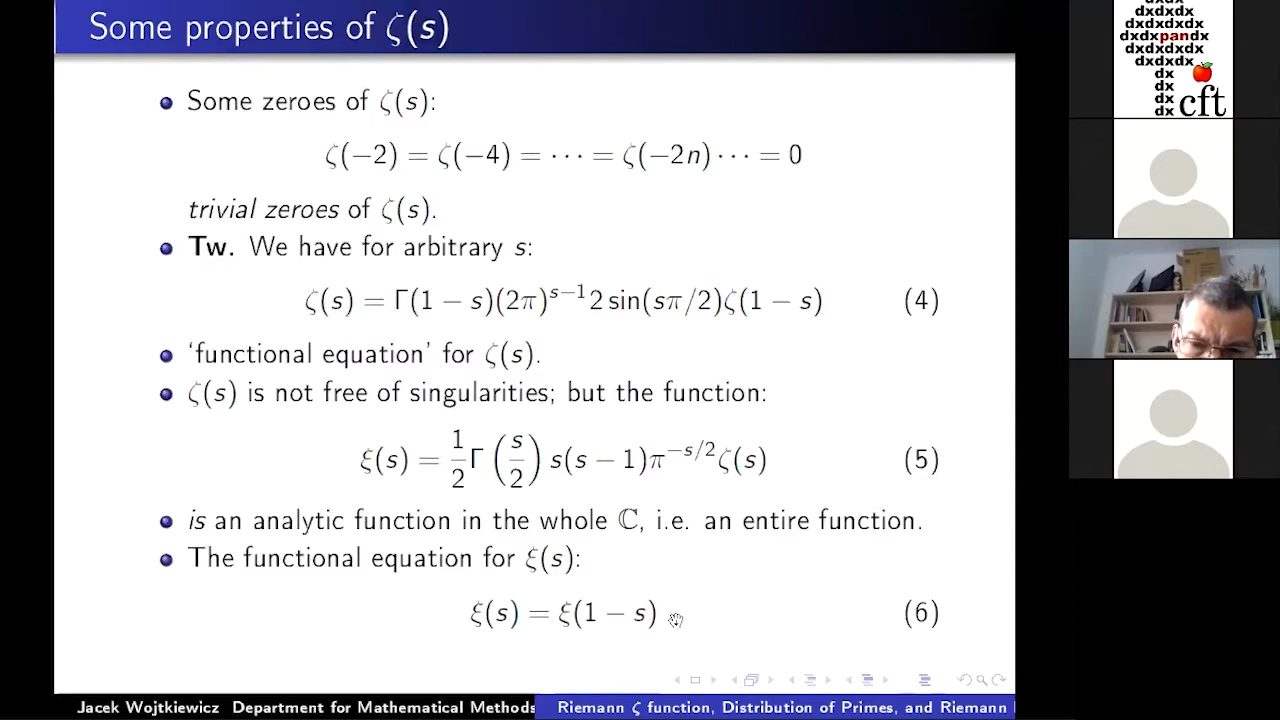 Some properties of ζ(s)
Some zeroes of ζ(s):
ζ(−2) = ζ(−4) = ··· = ζ(−2n) ··· = 0
trivial zeroes of ζ(s).
Tw. We have for arbitrary s:
ζ(s) = Γ(1 − s)(2π)^{s−1} 2 sin(sπ/2)ζ(1 − s) (4)
‘functional equation’ for ζ(s).
ζ(s) is not free of singularities; but the function:
ξ(s) = \frac{1}{2} Γ (\frac{s}{2}) s(s − 1)π^{−s/2} ζ(s) (5)
is an analytic function in the whole ℂ, i.e. an entire function.
The functional equation for ξ(s):
ξ(s) = ξ(1 − s) (6)
Jacek Wojtkiewicz Department for Mathematical Methods
Riemann ζ function, Distribution of Primes, and Riemann
dxdxdx
dxdxdxdx
dxdxpandx
dxdxdxdx
dxdxdx
dx
dx
dx
dx cft